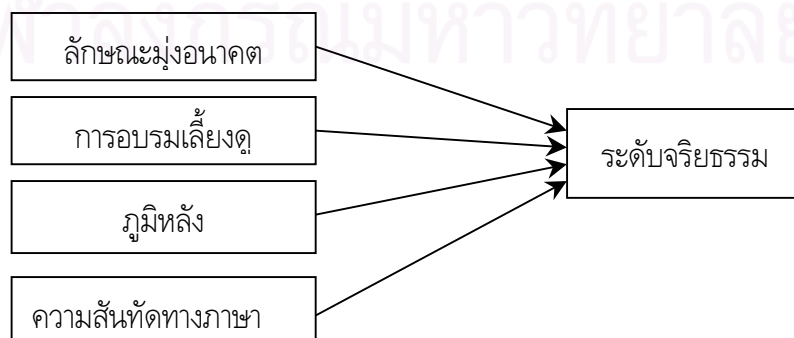 ลักษณะมุ่งอนาคต
การอบรมเลี้ยงดู
ภูมิหลัง
ความสันทัดทางภาษา
ระดับจริยธรรม